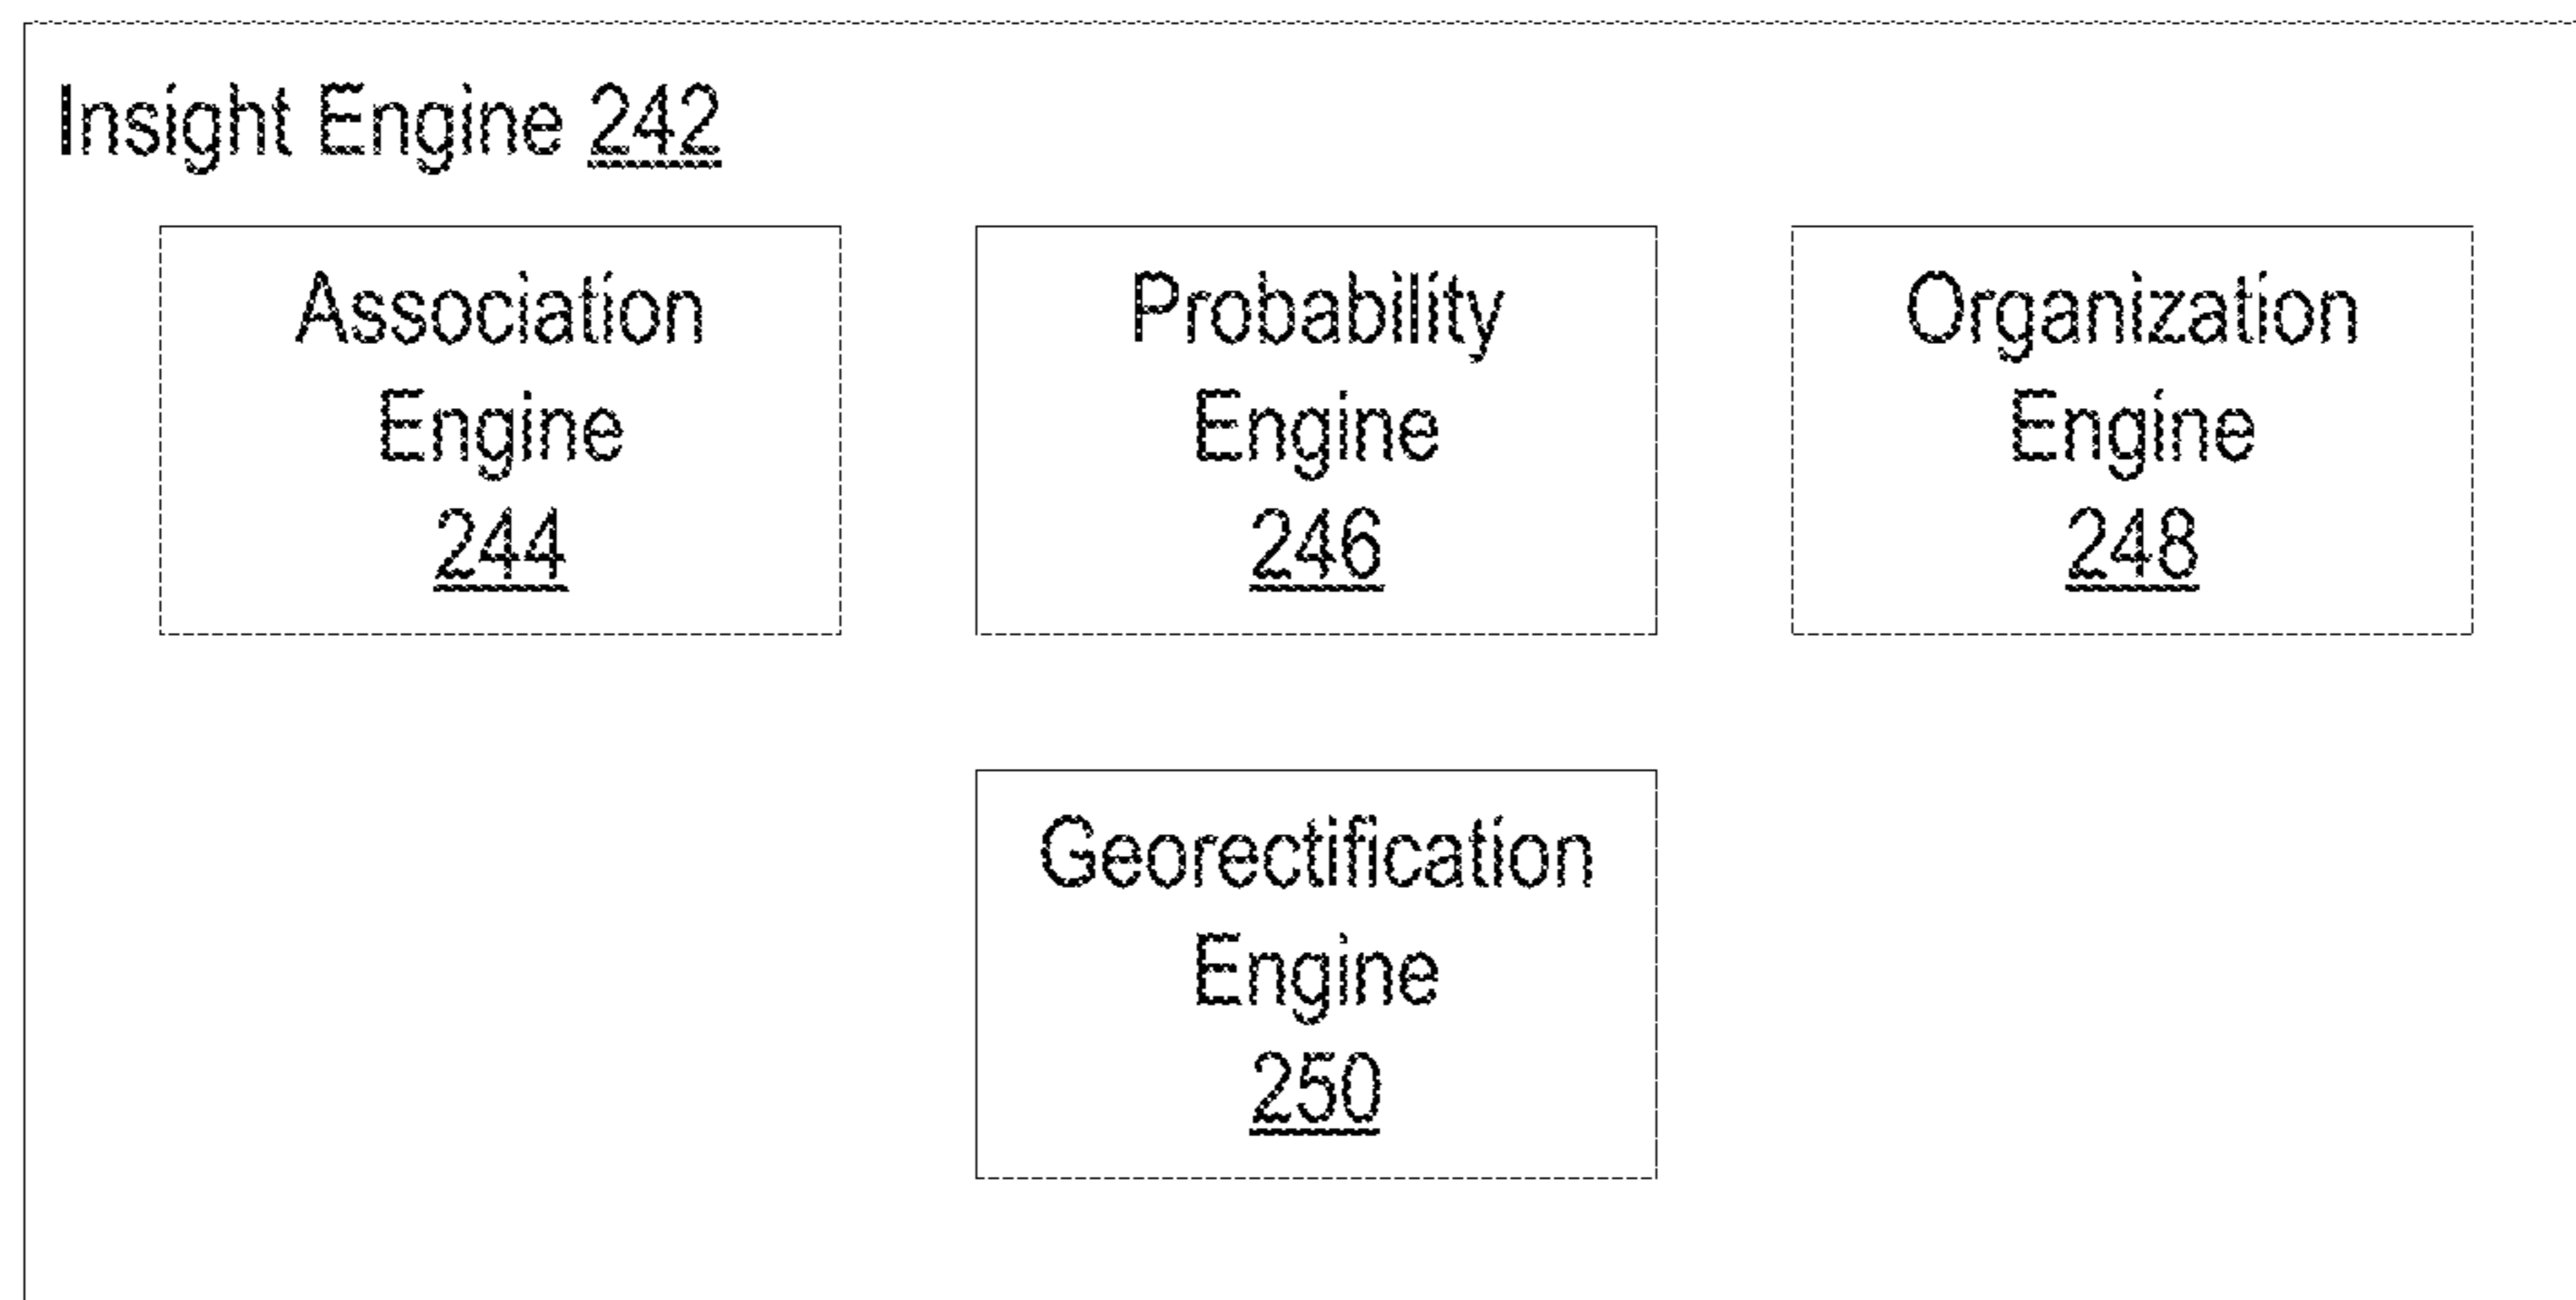 Insight Engine 242
Association
Engine
244
Probability
Engine
246
Organization
Engine
248
Georectification
Engine
250